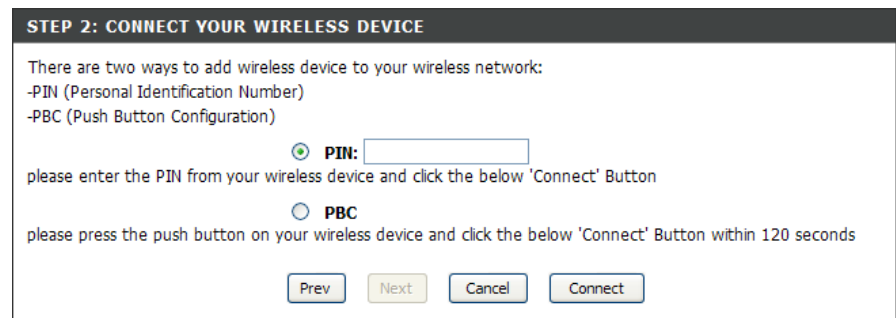 STEP 2: CONNECT YOUR WIRELESS DEVICE
There are two ways to add wireless device to your wireless network:
-PIN (Personal Identification Number)
-PBC (Push Button Configuration)
PIN:
please enter the PIN from your wireless device and click the below 'Connect' Button
PBC
please press the push button on your wireless device and click the below 'Connect' Button within 120 seconds
Prev Next Cancel Connect